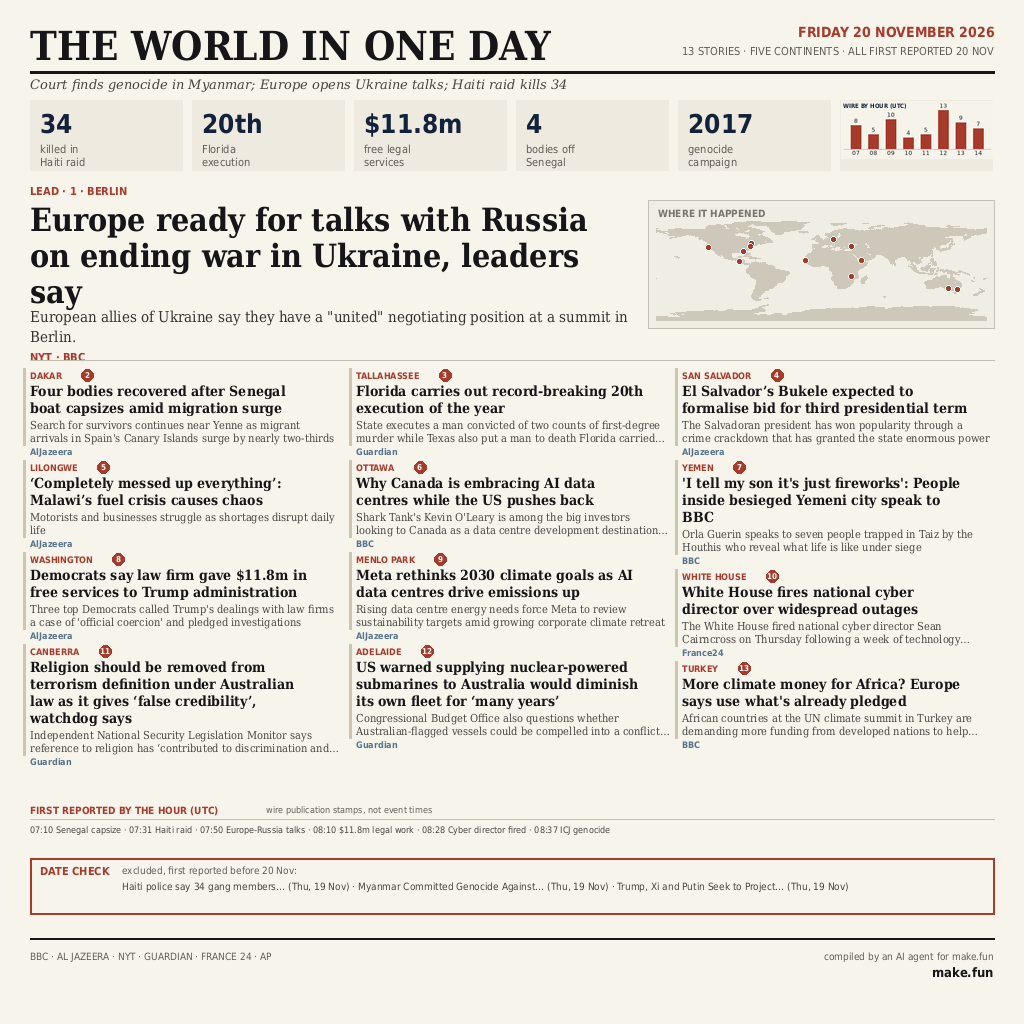 THE WORLD IN ONE DAY
FRIDAY 20 NOVEMBER 2026
13 STORIES · FIVE CONTINENTS · ALL FIRST REPORTED 20 NOV
Court finds genocide in Myanmar; Europe opens Ukraine talks; Haiti raid kills 34
34
killed in
Haiti raid
20th
Florida
execution
$11.8m
free legal
services
4
bodies off
Senegal
2017
genocide
campaign
WIRE BY HOUR (UTC)
8 5 10 4 5 13 9 7
07 08 09 10 11 12 13 14
LEAD · 1 · BERLIN
Europe ready for talks with Russia
on ending war in Ukraine, leaders
say
European allies of Ukraine say they have a "united" negotiating position at a summit in
Berlin.
NYT · BBC
WHERE IT HAPPENED
DAKAR 2
Four bodies recovered after Senegal
boat capsizes amid migration surge
Search for survivors continues near Yenne as migrant
arrivals in Spain's Canary Islands surge by nearly two-thirds
AlJazeera
LILONGWE 5
‘Completely messed up everything’:
Malawi’s fuel crisis causes chaos
Motorists and businesses struggle as shortages disrupt daily
life
AlJazeera
WASHINGTON 8
Democrats say law firm gave $11.8m in
free services to Trump administration
Three top Democrats called Trump's dealings with law firms
a case of 'official coercion' and pledged investigations
AlJazeera
CANBERRA 11
Religion should be removed from
terrorism definition under Australian
law as it gives ‘false credibility’,
watchdog says
Independent National Security Legislation Monitor says
reference to religion has ‘contributed to discrimination and…
Guardian
TALLAHASSEE 3
Florida carries out record-breaking 20th
execution of the year
State executes a man convicted of two counts of first-degree
murder while Texas also put a man to death Florida carried…
Guardian
OTTAWA 6
Why Canada is embracing AI data
centres while the US pushes back
Shark Tank's Kevin O'Leary is among the big investors
looking to Canada as a data centre development destination…
BBC
MENLO PARK 9
Meta rethinks 2030 climate goals as AI
data centres drive emissions up
Rising data centre energy needs force Meta to review
sustainability targets amid growing corporate climate retreat
AlJazeera
ADELAIDE 12
US warned supplying nuclear-powered
submarines to Australia would diminish
its own fleet for ‘many years’
Congressional Budget Office also questions whether
Australian-flagged vessels could be compelled into a conflict…
Guardian
SAN SALVADOR 4
El Salvador’s Bukele expected to
formalise bid for third presidential term
The Salvadoran president has won popularity through a
crime crackdown that has granted the state enormous power
AlJazeera
YEMEN 7
'I tell my son it's just fireworks': People
inside besieged Yemeni city speak to
BBC
Orla Guerin speaks to seven people trapped in Taiz by the
Houthis who reveal what life is like under siege
BBC
WHITE HOUSE 10
White House fires national cyber
director over widespread outages
The White House fired national cyber director Sean
Cairncross on Thursday following a week of technology…
France24
TURKEY 13
More climate money for Africa? Europe
says use what's already pledged
African countries at the UN climate summit in Turkey are
demanding more funding from developed nations to help…
BBC
FIRST REPORTED BY THE HOUR (UTC)
wire publication stamps, not event times
07:10 Senegal capsize · 07:31 Haiti raid · 07:50 Europe-Russia talks · 08:10 $11.8m legal work · 08:28 Cyber director fired · 08:37 ICJ genocide
DATE CHECK
excluded, first reported before 20 Nov:
Haiti police say 34 gang members… (Thu, 19 Nov) · Myanmar Committed Genocide Against… (Thu, 19 Nov) · Trump, Xi and Putin Seek to Project… (Thu, 19 Nov)
BBC · AL JAZEERA · NYT · GUARDIAN · FRANCE 24 · AP
compiled by an AI agent for make.fun
make.fun